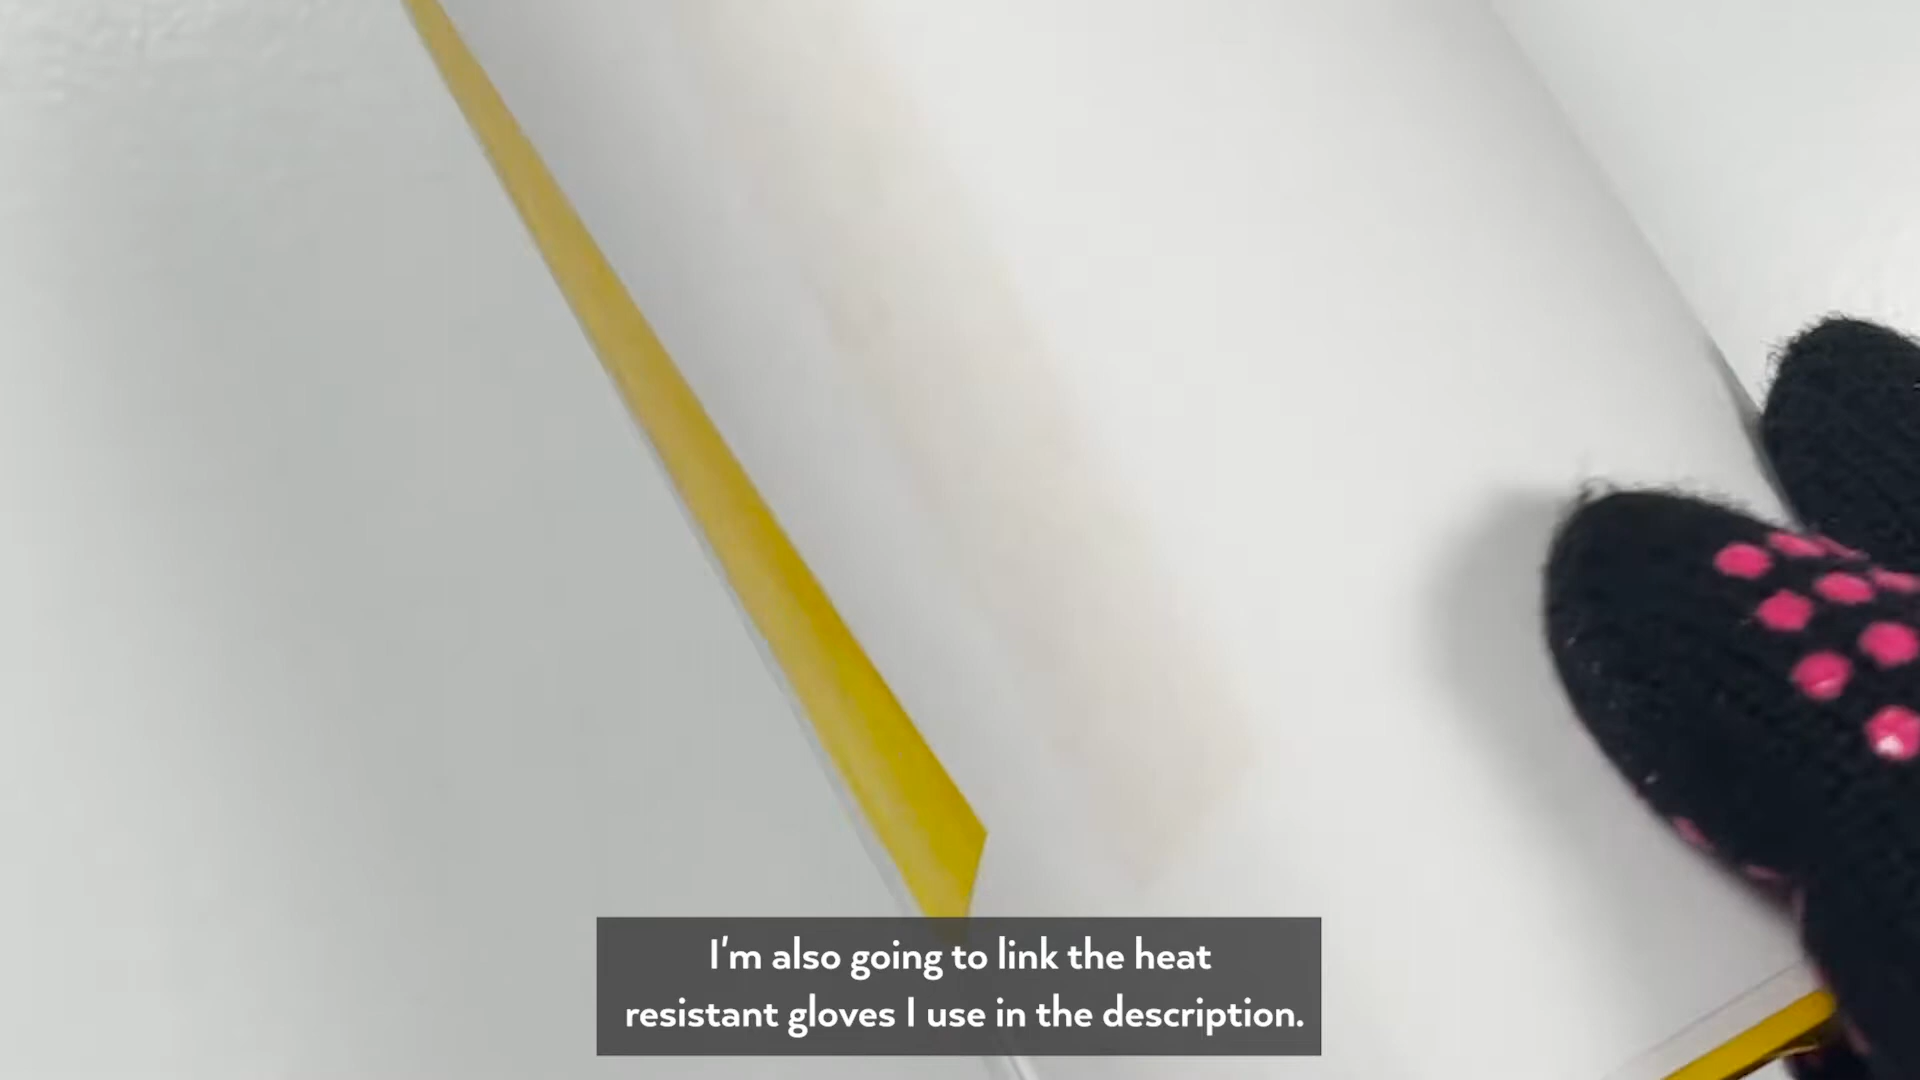 I'm also going to link the heat
resistant gloves I use in the description.